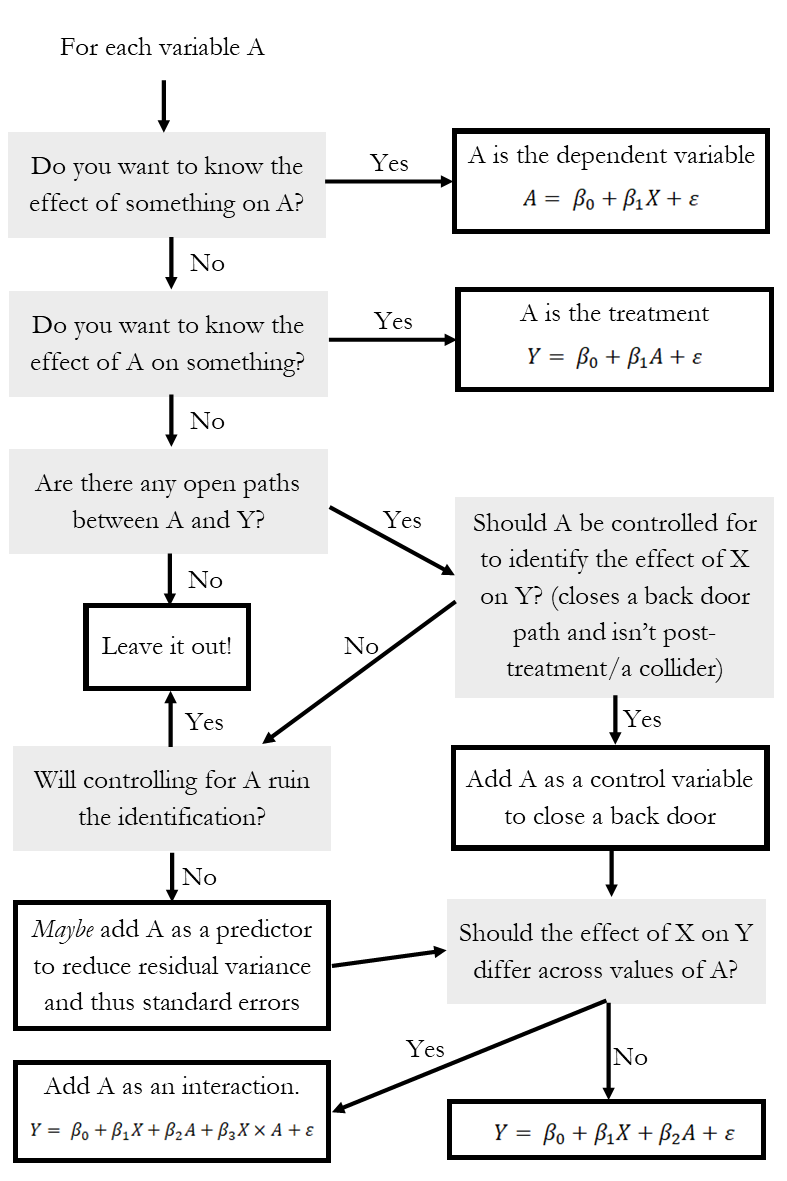 For each variable A
Do you want to know the
effect of something on A?
Yes
A is the dependent variable
A = β₀ + β₁X + ε
No
Do you want to know the
effect of A on something?
Yes
A is the treatment
Y = β₀ + β₁A + ε
No
Are there any open paths
between A and Y?
Yes
Should A be controlled for
to identify the effect of X
on Y? (closes a back door
path and isn’t post-
treatment/a collider)
No
Leave it out!
No
Yes
Yes
Will controlling for A ruin
the identification?
Add A as a control variable
to close a back door
No
Maybe add A as a predictor
to reduce residual variance
and thus standard errors
Should the effect of X on Y
differ across values of A?
Yes
No
Add A as an interaction.
Y = β₀ + β₁X + β₂A + β₃X × A + ε
Y = β₀ + β₁X + β₂A + ε